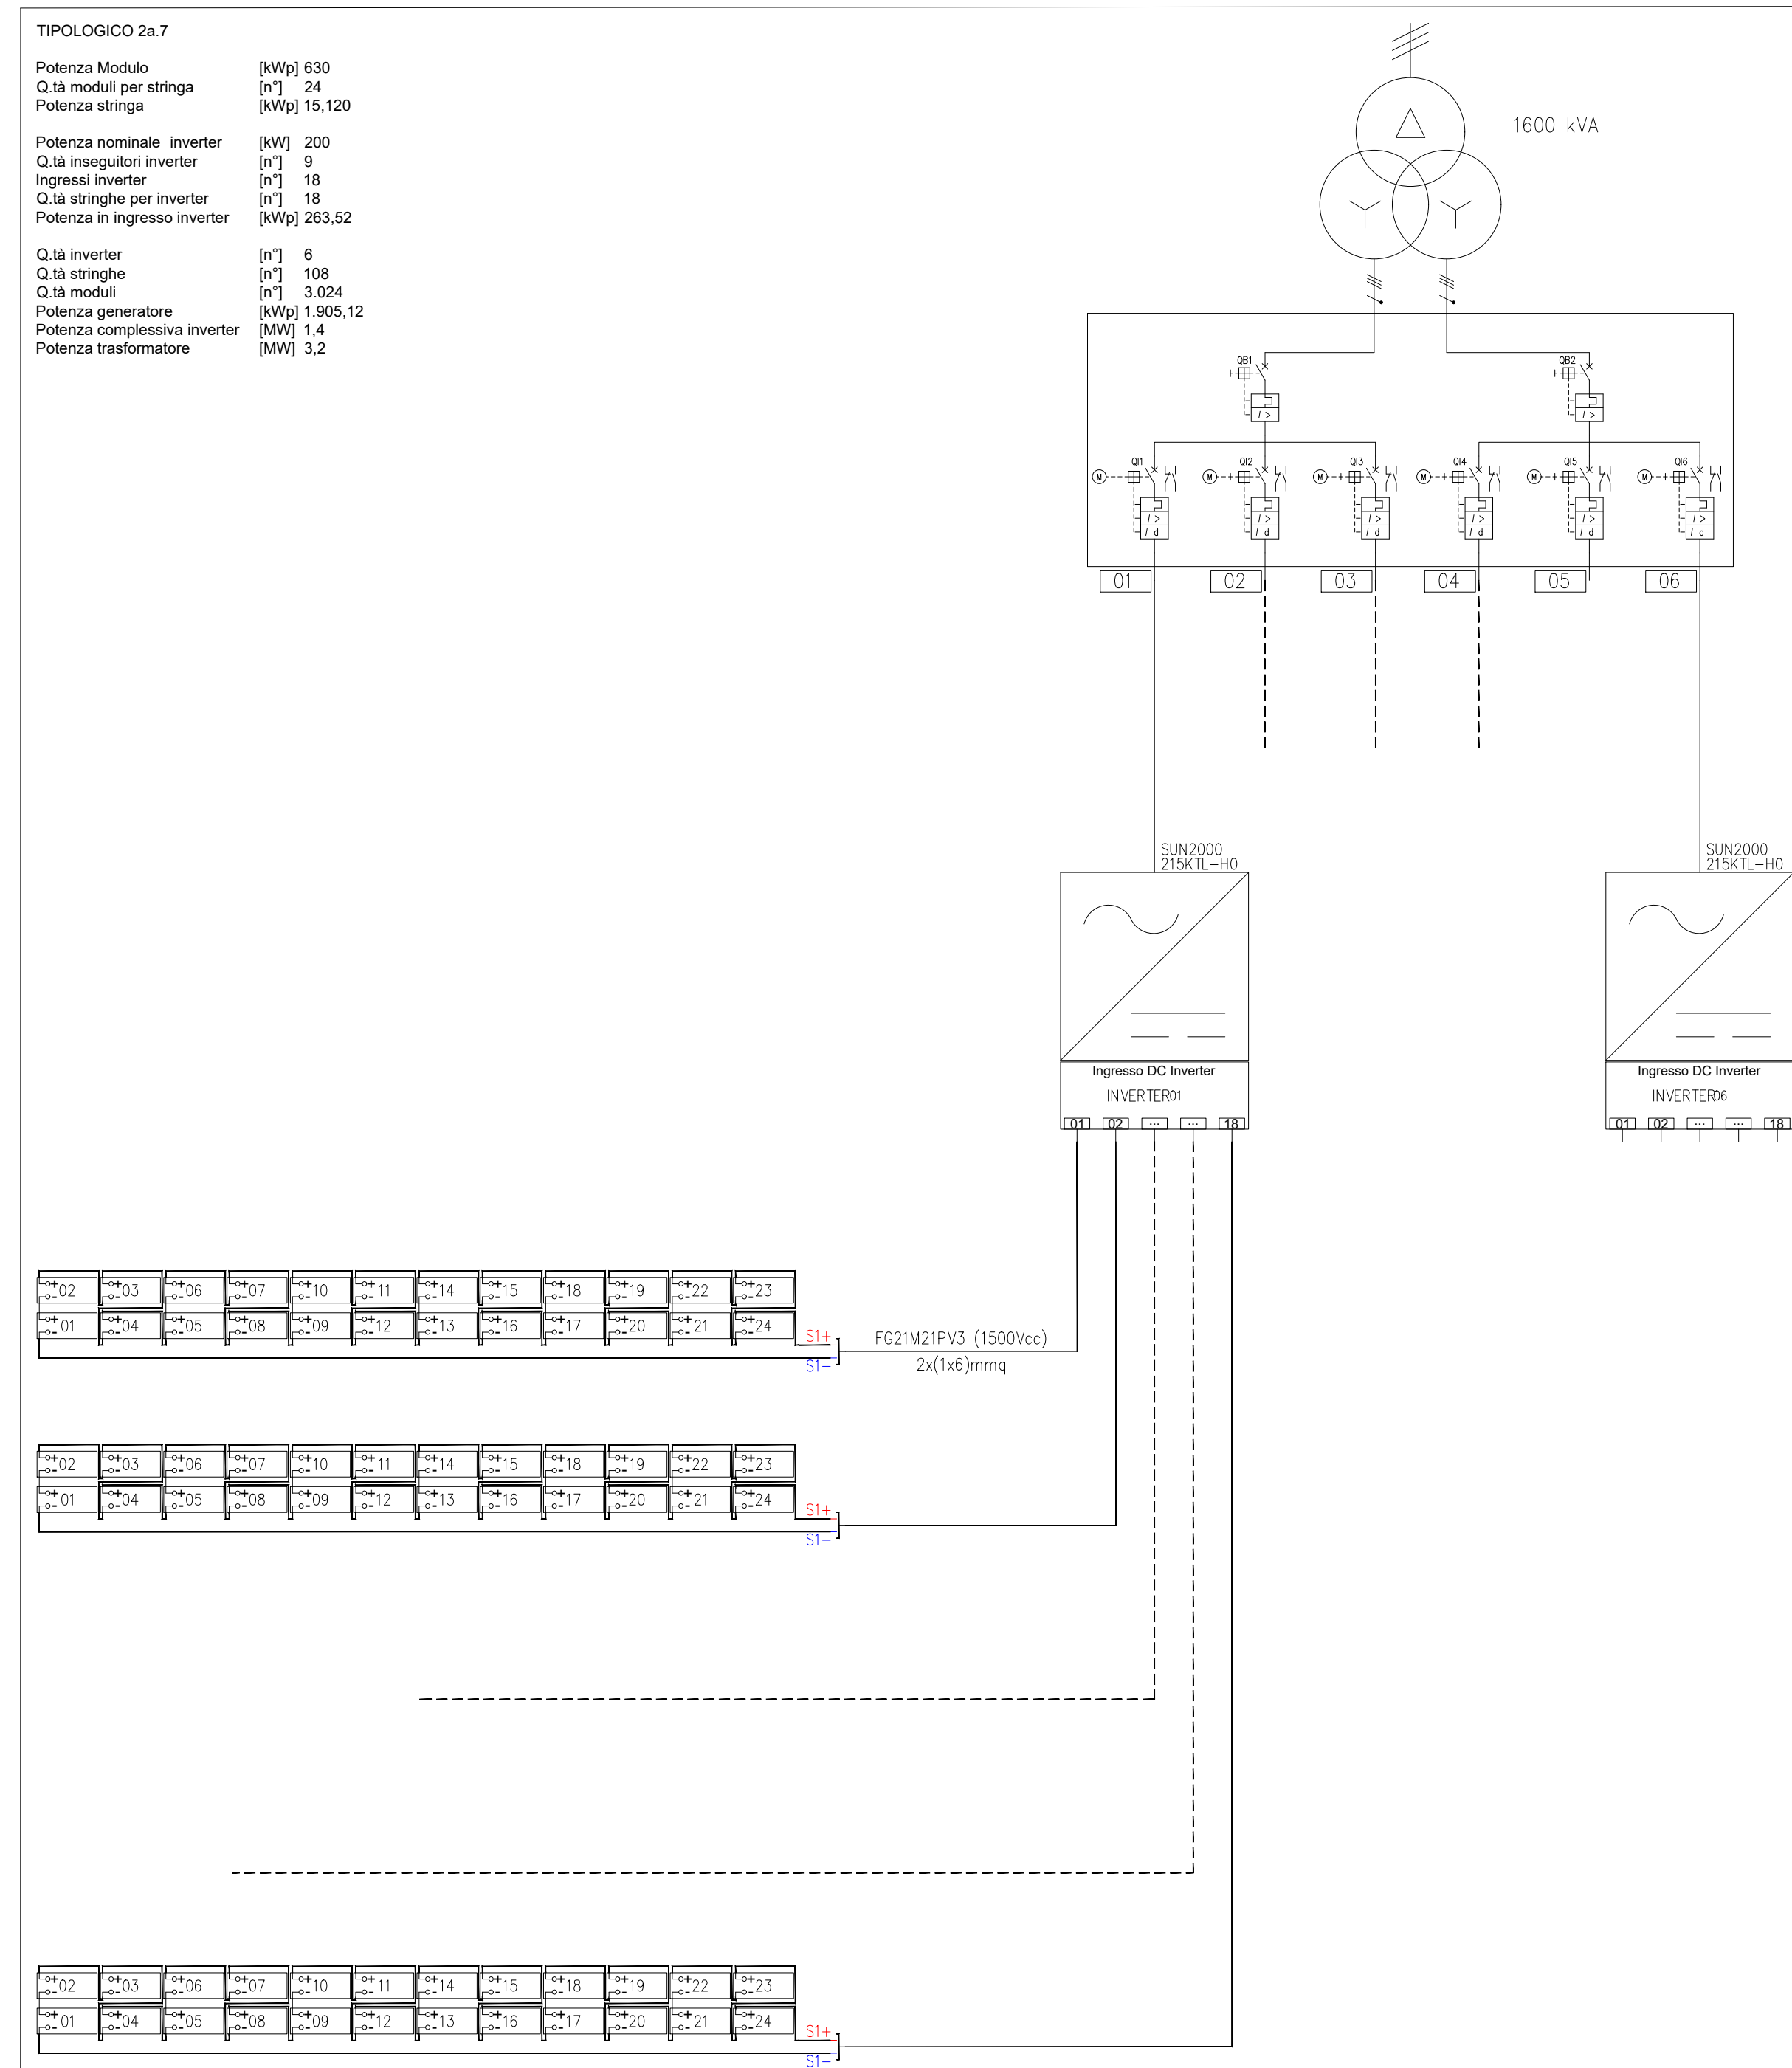 TIPOLOGICO 2a.7
Potenza Modulo [kWp] 630
Q.tà moduli per stringa [n°] 24
Potenza stringa [kWp] 15,120
Potenza nominale inverter [kW] 200
Q.tà inseguitori inverter [n°] 9
Ingressi inverter [n°] 18
Q.tà stringhe per inverter [n°] 18
Potenza in ingresso inverter [kWp] 263,52
Q.tà inverter [n°] 6
Q.tà stringhe [n°] 108
Q.tà moduli [n°] 3.024
Potenza generatore [kWp] 1.905,12
Potenza complessiva inverter [MW] 1,4
Potenza trasformatore [MW] 3,2
1600 kVA
QB1 QB2
I > I >
QI1 QI2 QI3 QI4 QI5 QI6
M M M M M M
I > I > I > I > I > I >
I d I d I d I d I d I d
01 02 03 04 05 06
SUN2000 SUN2000
215KTL-H0 215KTL-H0
Ingresso DC Inverter Ingresso DC Inverter
INVERTER01 INVERTER06
01 02 ... ... 18 01 02 ... ... 18
02 03 06 07 10 11 14 15 18 19 22 23
01 04 05 08 09 12 13 16 17 20 21 24
S1+
S1-
FG21M21PV3 (1500Vcc)
2x(1x6)mmq
02 03 06 07 10 11 14 15 18 19 22 23
01 04 05 08 09 12 13 16 17 20 21 24
S1+
S1-
02 03 06 07 10 11 14 15 18 19 22 23
01 04 05 08 09 12 13 16 17 20 21 24
S1+
S1-